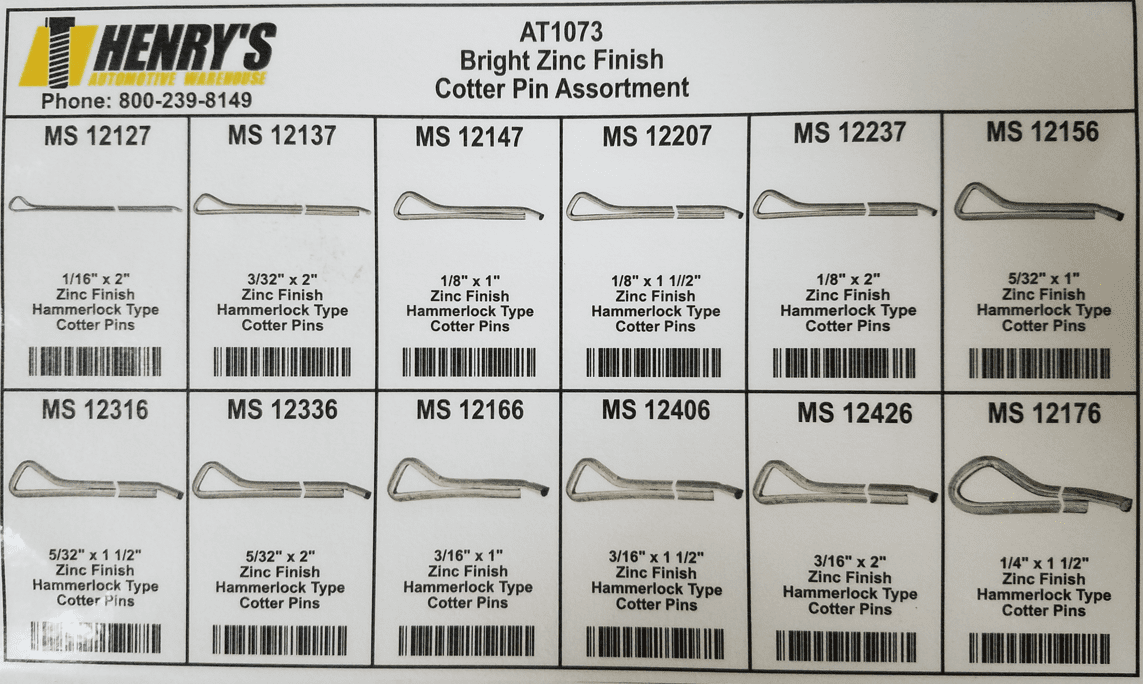 HENRY'S
AUTOMOTIVE WAREHOUSE
Phone: 800-239-8149
AT1073
Bright Zinc Finish
Cotter Pin Assortment
MS 12127
1/16" x 2"
Zinc Finish
Hammerlock Type
Cotter Pins
MS 12137
3/32" x 2"
Zinc Finish
Hammerlock Type
Cotter Pins
MS 12147
1/8" x 1"
Zinc Finish
Hammerlock Type
Cotter Pins
MS 12207
1/8" x 1 1//2"
Zinc Finish
Hammerlock Type
Cotter Pins
MS 12237
1/8" x 2"
Zinc Finish
Hammerlock Type
Cotter Pins
MS 12156
5/32" x 1"
Zinc Finish
Hammerlock Type
Cotter Pins
MS 12316
5/32" x 1 1/2"
Zinc Finish
Hammerlock Type
Cotter Pins
MS 12336
5/32" x 2"
Zinc Finish
Hammerlock Type
Cotter Pins
MS 12166
3/16" x 1"
Zinc Finish
Hammerlock Type
Cotter Pins
MS 12406
3/16" x 1 1/2"
Zinc Finish
Hammerlock Type
Cotter Pins
MS 12426
3/16" x 2"
Zinc Finish
Hammerlock Type
Cotter Pins
MS 12176
1/4" x 1 1/2"
Zinc Finish
Hammerlock Type
Cotter Pins